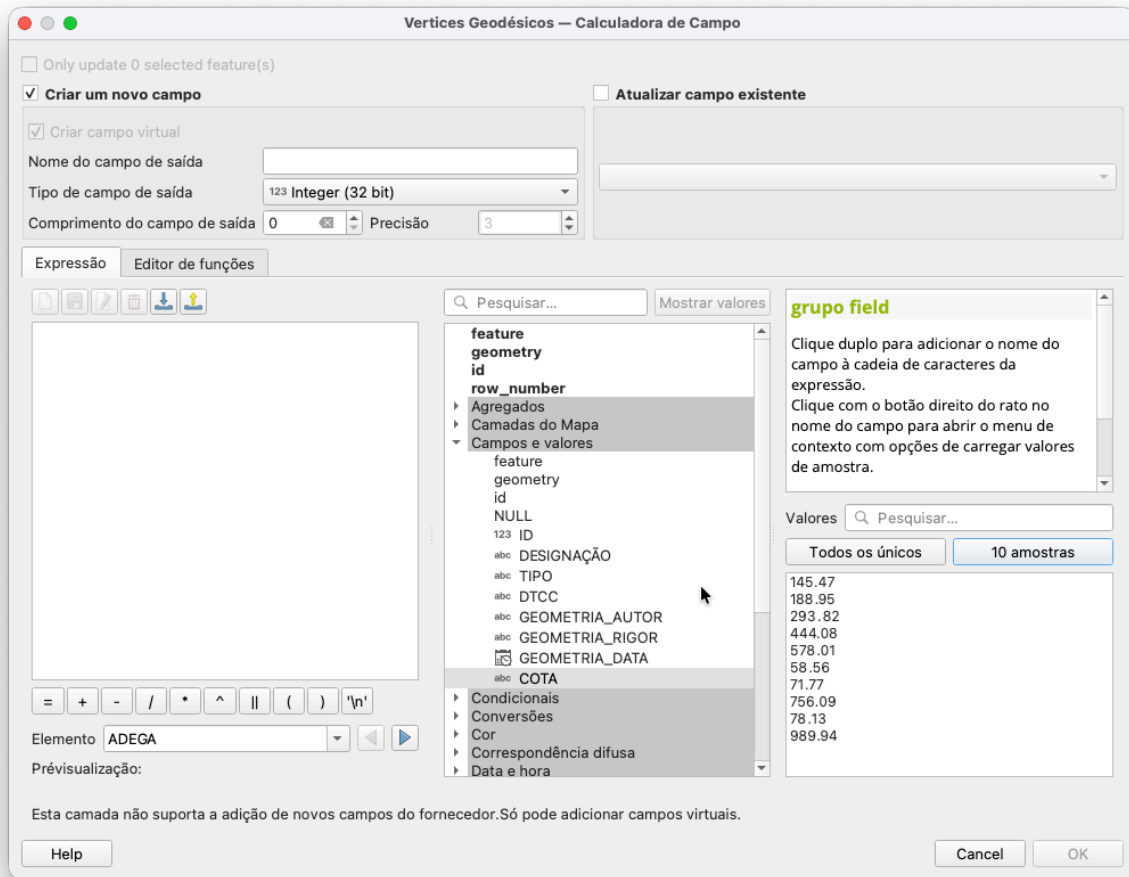 Vertices Geodésicos — Calculadora de Campo
Only update 0 selected feature(s)
Criar um novo campo
Atualizar campo existente
Criar campo virtual
Nome do campo de saída
Tipo de campo de saída
123 Integer (32 bit)
Comprimento do campo de saída
0
Precisão
3
Expressão
Editor de funções
Pesquisar...
Mostrar valores
feature
geometry
id
row_number
Agregados
Camadas do Mapa
Campos e valores
feature
geometry
id
NULL
123 ID
abc DESIGNAÇÃO
abc TIPO
abc DTCC
abc GEOMETRIA_AUTOR
abc GEOMETRIA_RIGOR
GEOMETRIA_DATA
abc COTA
Condicionais
Conversões
Cor
Correspondência difusa
Data e hora
grupo field
Clique duplo para adicionar o nome do
campo à cadeia de caracteres da
expressão.
Clique com o botão direito do rato no
nome do campo para abrir o menu de
contexto com opções de carregar valores
de amostra.
Valores
Pesquisar...
Todos os únicos
10 amostras
145.47
188.95
293.82
444.08
578.01
58.56
71.77
756.09
78.13
989.94
= + - / * ^ || ( ) '\n'
Elemento
ADEGA
Prévisualização:
Esta camada não suporta a adição de novos campos do fornecedor.Só pode adicionar campos virtuais.
Help
Cancel
OK